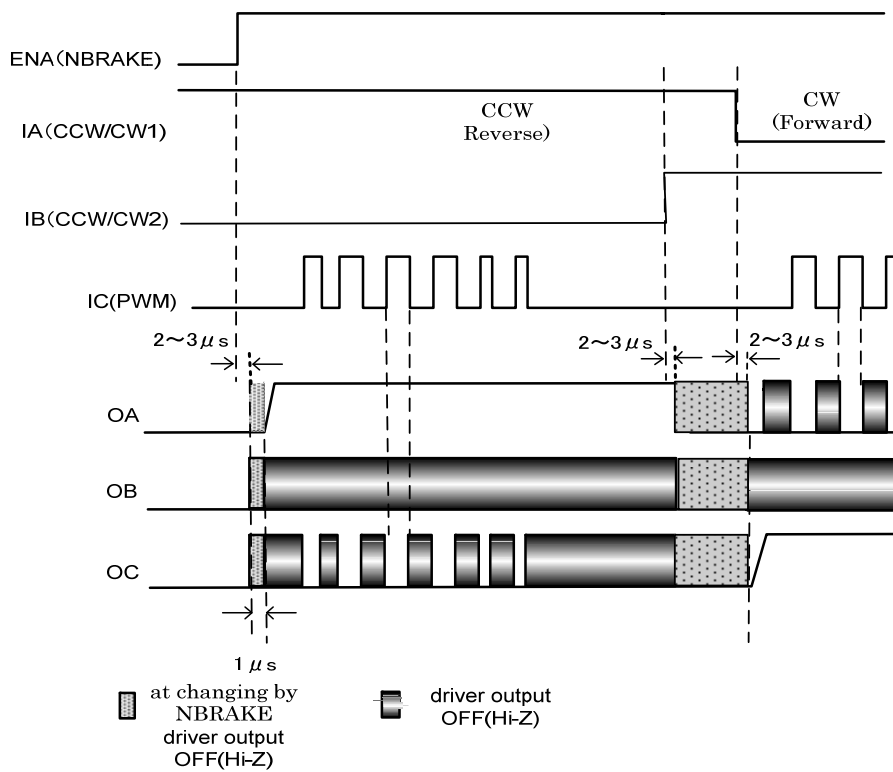 ENA(NBRAKE)
CCW
Reverse)
CW
(Forward)
IA(CCW/CW1)
IB(CCW/CW2)
IC(PWM)
2～3μs
2～3μs
2～3μs
OA
OB
OC
1μs
at changing by
NBRAKE
driver output
OFF(Hi-Z)
driver output
OFF(Hi-Z)